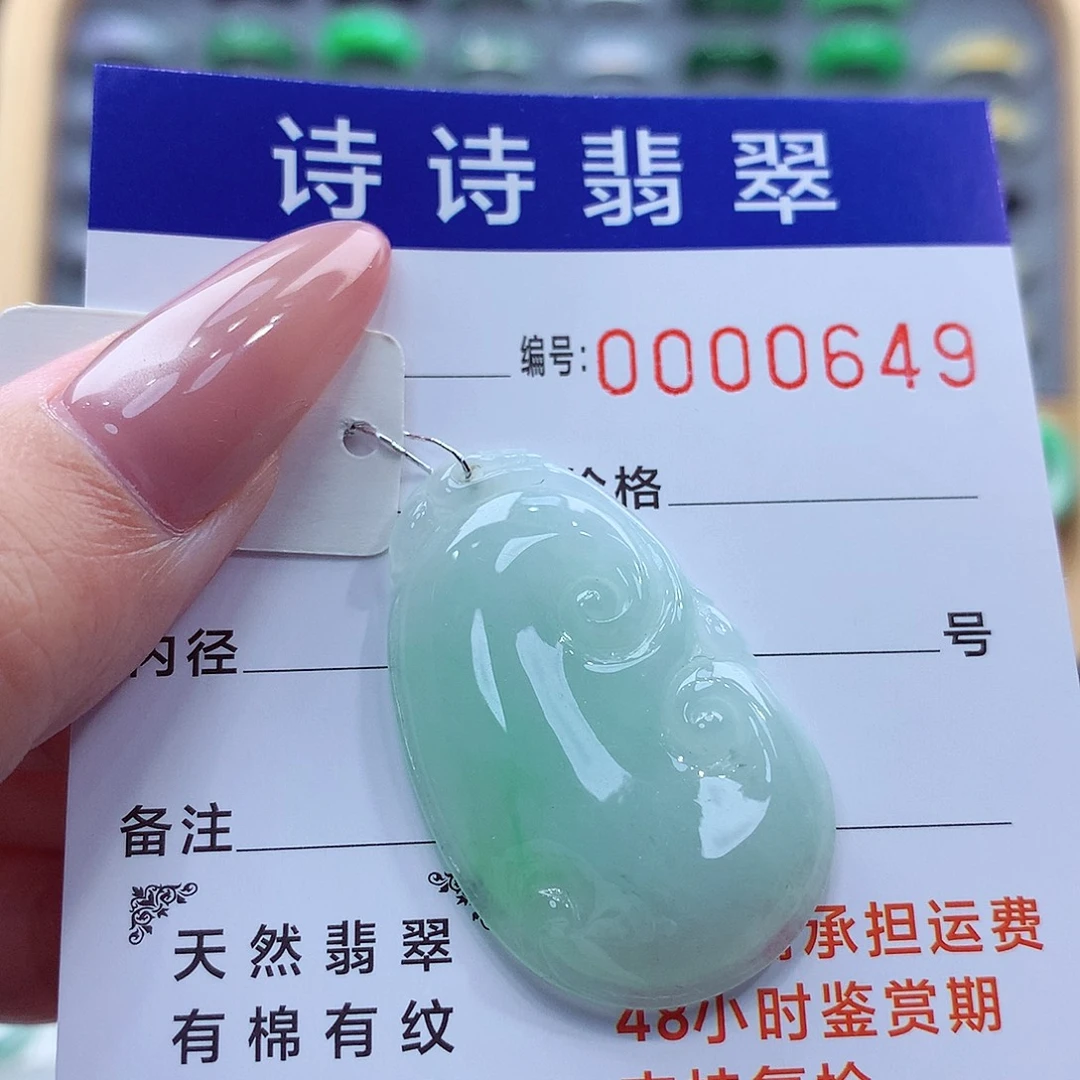 诗诗翡翠
编号:0000649
格
内径 号
备注
天然翡翠
承担运费
有棉有纹
48小时鉴赏期